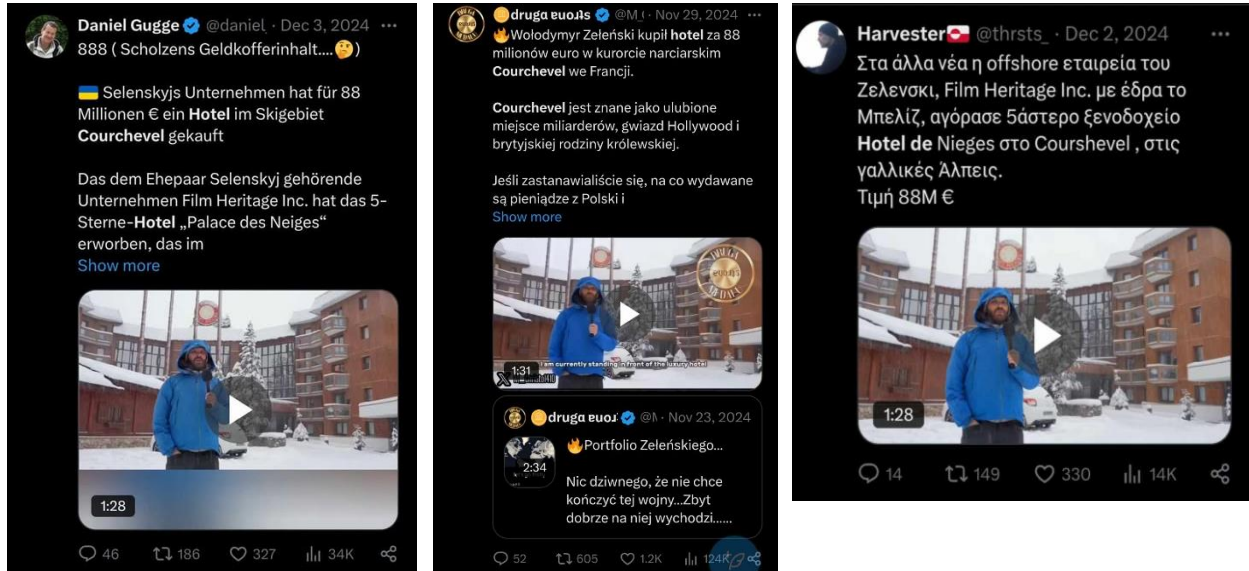 Daniel Gugge @daniel_ · Dec 3, 2024
888 ( Scholzens Geldkofferinhalt....🤔)
🇺🇦 Selenskyjs Unternehmen hat für 88
Millionen € ein Hotel im Skigebiet
Courchevel gekauft
Das dem Ehepaar Selenskyj gehörende
Unternehmen Film Heritage Inc. hat das 5-
Sterne-Hotel „Palace des Neiges“
erworben, das im
Show more
1:28
46 186 327 34K
@M_( · Nov 29, 2024
🔥Wołodymyr Zełeński kupił hotel za 88
milionów euro w kurorcie narciarskim
Courchevel we Francji.
Courchevel jest znane jako ulubione
miejsce miliarderów, gwiazd Hollywood i
brytyjskiej rodziny królewskiej.
Jeśli zastanawialiście się, na co wydawane
są pieniądze z Polski i
Show more
DRUGA
MEDALU
I am currently standing in front of the luxury hotel
1:31
druga @M · Nov 23, 2024
🔥Portfolio Zełeńskiego...
2:34
Nic dziwnego, że nie chce
kończyć tej wojny...Zbyt
dobrze na niej wychodzi......
52 605 1.2K 124K
Harvester @thrsts_ · Dec 2, 2024
Στα άλλα νέα η offshore εταιρεία του
Ζελενσκι, Film Heritage Inc. με έδρα το
Μπελίζ, αγόρασε 5άστερο ξενοδοχείο
Hotel de Nieges στο Courshevel , στις
γαλλικές Άλπεις.
Τιμή 88M €
1:28
14 149 330 14K